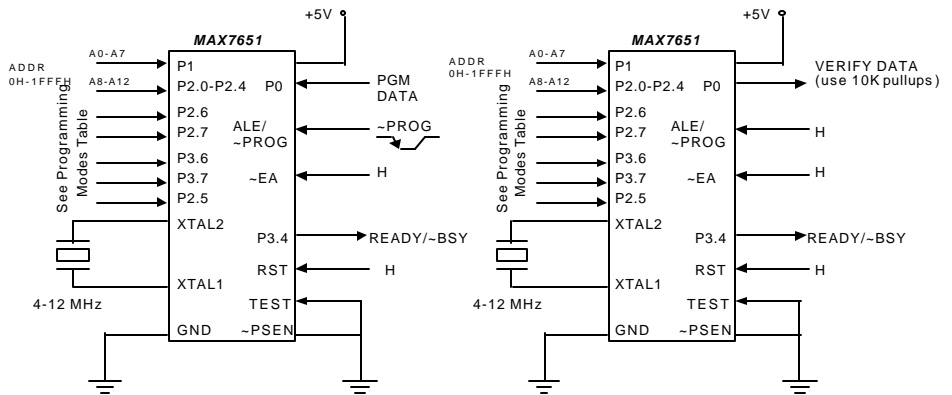 +5V
MAX7651
ADDR
0H-1FFFH
A0-A7
A8-A12
P1
P2.0-P2.4
P0
PGM
DATA
See Programming
Modes Table
P2.6
P2.7
P3.6
P3.7
P2.5
ALE/
~PROG
~PROG
~EA
H
XTAL2
P3.4
READY/~BSY
RST
H
XTAL1
4-12 MHz
TEST
GND
~PSEN
+5V
MAX7651
ADDR
0H-1FFFH
A0-A7
A8-A12
P1
P2.0-P2.4
P0
VERIFY DATA
(use 10K pullups)
See Programming
Modes Table
P2.6
P2.7
P3.6
P3.7
P2.5
ALE/
~PROG
H
~EA
H
XTAL2
P3.4
READY/~BSY
RST
H
XTAL1
4-12 MHz
TEST
GND
~PSEN